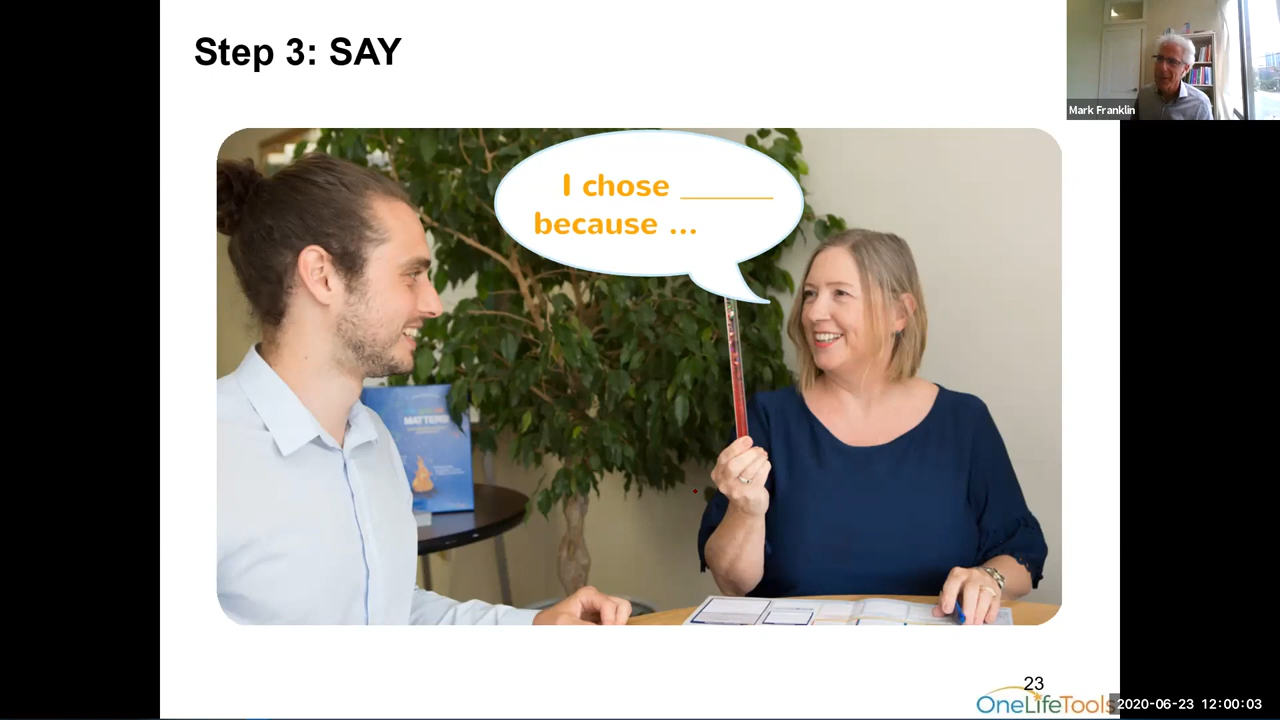 Step 3: SAY
Mark Franklin
I chose ______
because ...
MATTERS
23
OneLifeTools
2020-06-23 12:00:03